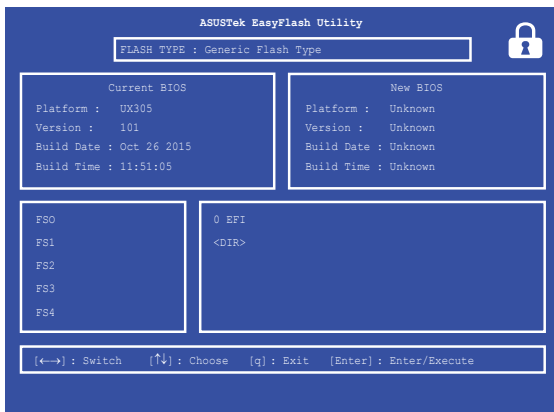 ASUSTek EasyFlash Utility
FLASH TYPE : Generic Flash Type
Current BIOS
Platform : UX305
Version : 101
Build Date : Oct 26 2015
Build Time : 11:51:05
New BIOS
Platform : Unknown
Version : Unknown
Build Date : Unknown
Build Time : Unknown
FS0
FS1
FS2
FS3
FS4
0 EFI
<DIR>
[←→] : Switch [↑↓] : Choose [q] : Exit [Enter] : Enter/Execute